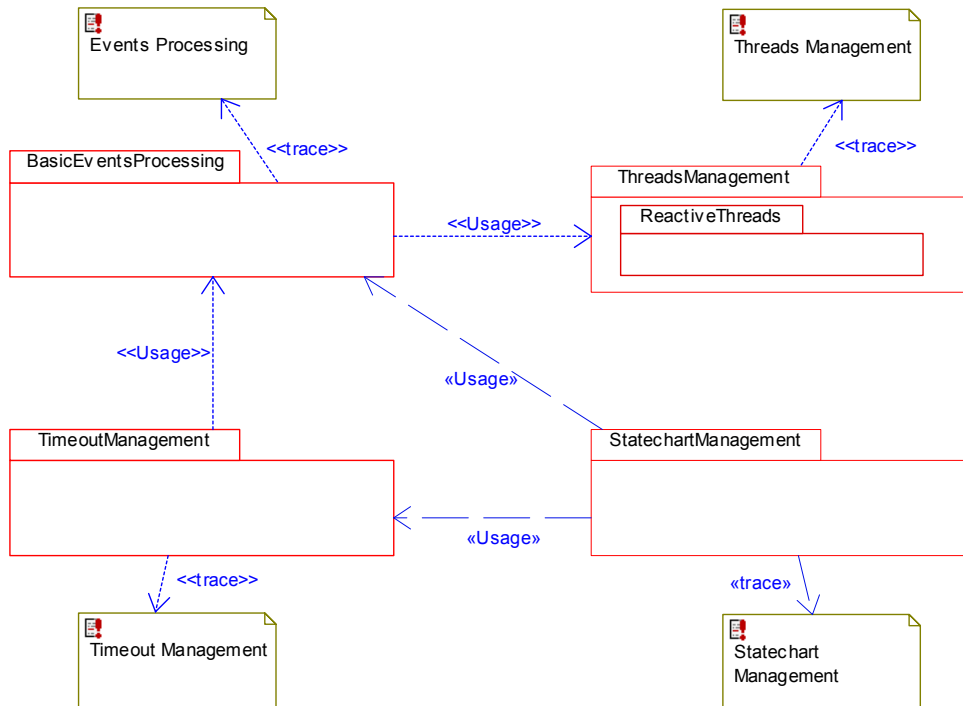 Events Processing
Threads Management
<<trace>>
<<trace>>
BasicEventsProcessing
ThreadsManagement
ReactiveThreads
<<Usage>>
<<Usage>>
«Usage»
TimeoutManagement
StatechartManagement
«Usage»
<<trace>>
«trace»
Timeout Management
Statechart
Management